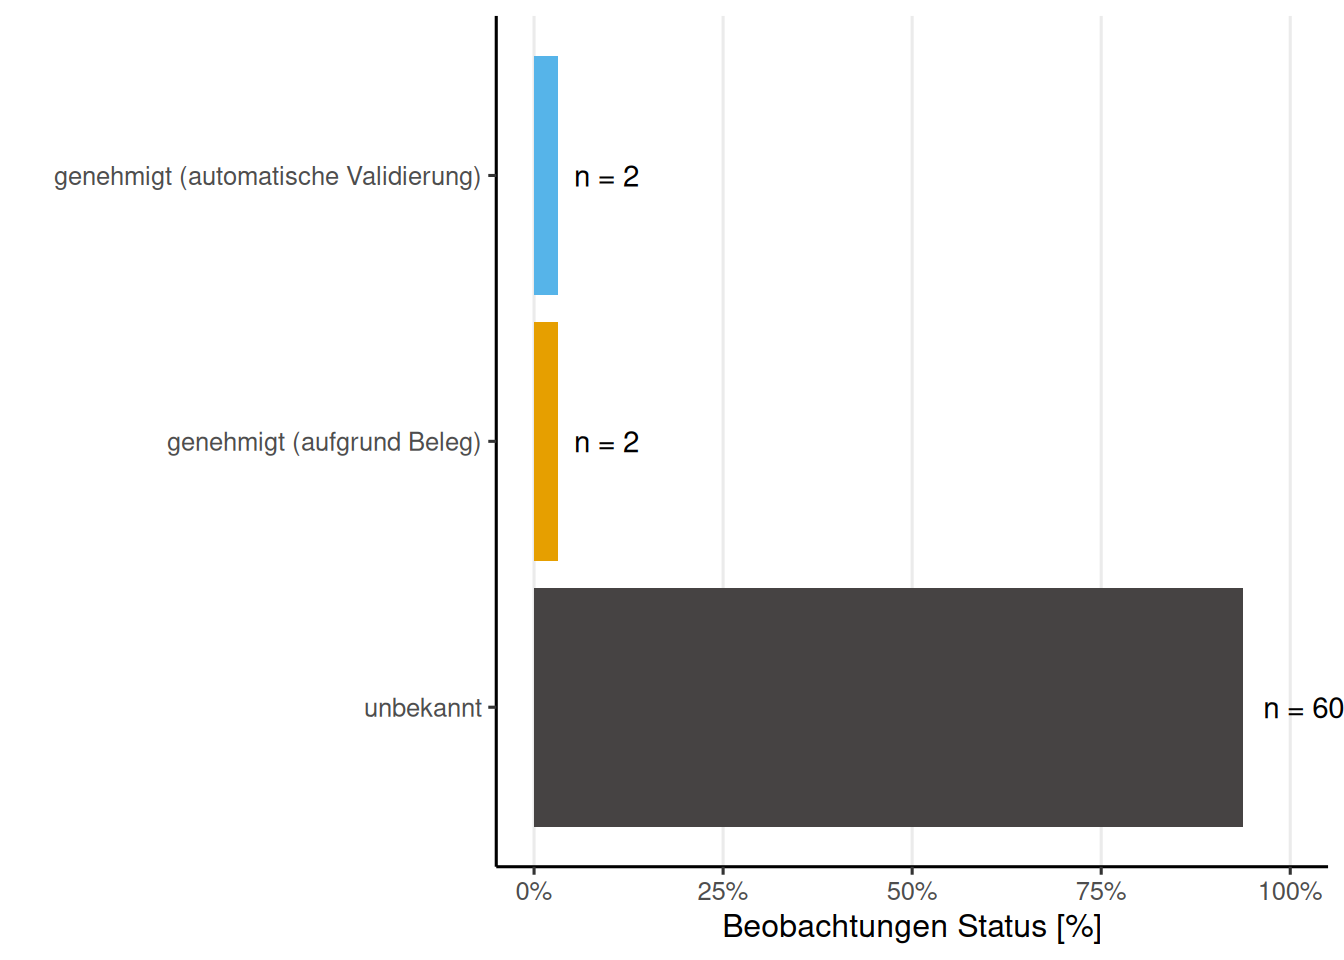 genehmigt (automatische Validierung)
n = 2
genehmigt (aufgrund Beleg)
n = 2
unbekannt
n = 60
0% 25% 50% 75% 100%
Beobachtungen Status [%]